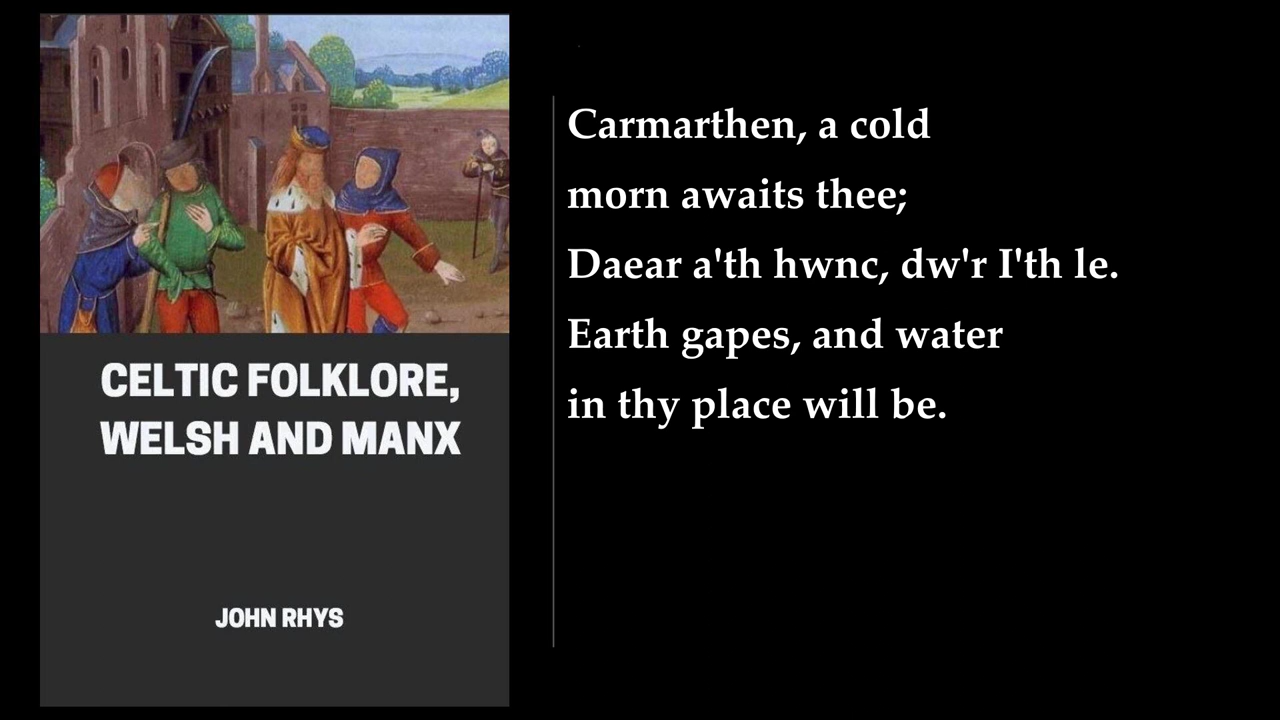 CELTIC FOLKLORE,
WELSH AND MANX
JOHN RHYS
Carmarthen, a cold
morn awaits thee;
Daear a'th hwnc, dw'r I'th le.
Earth gapes, and water
in thy place will be.